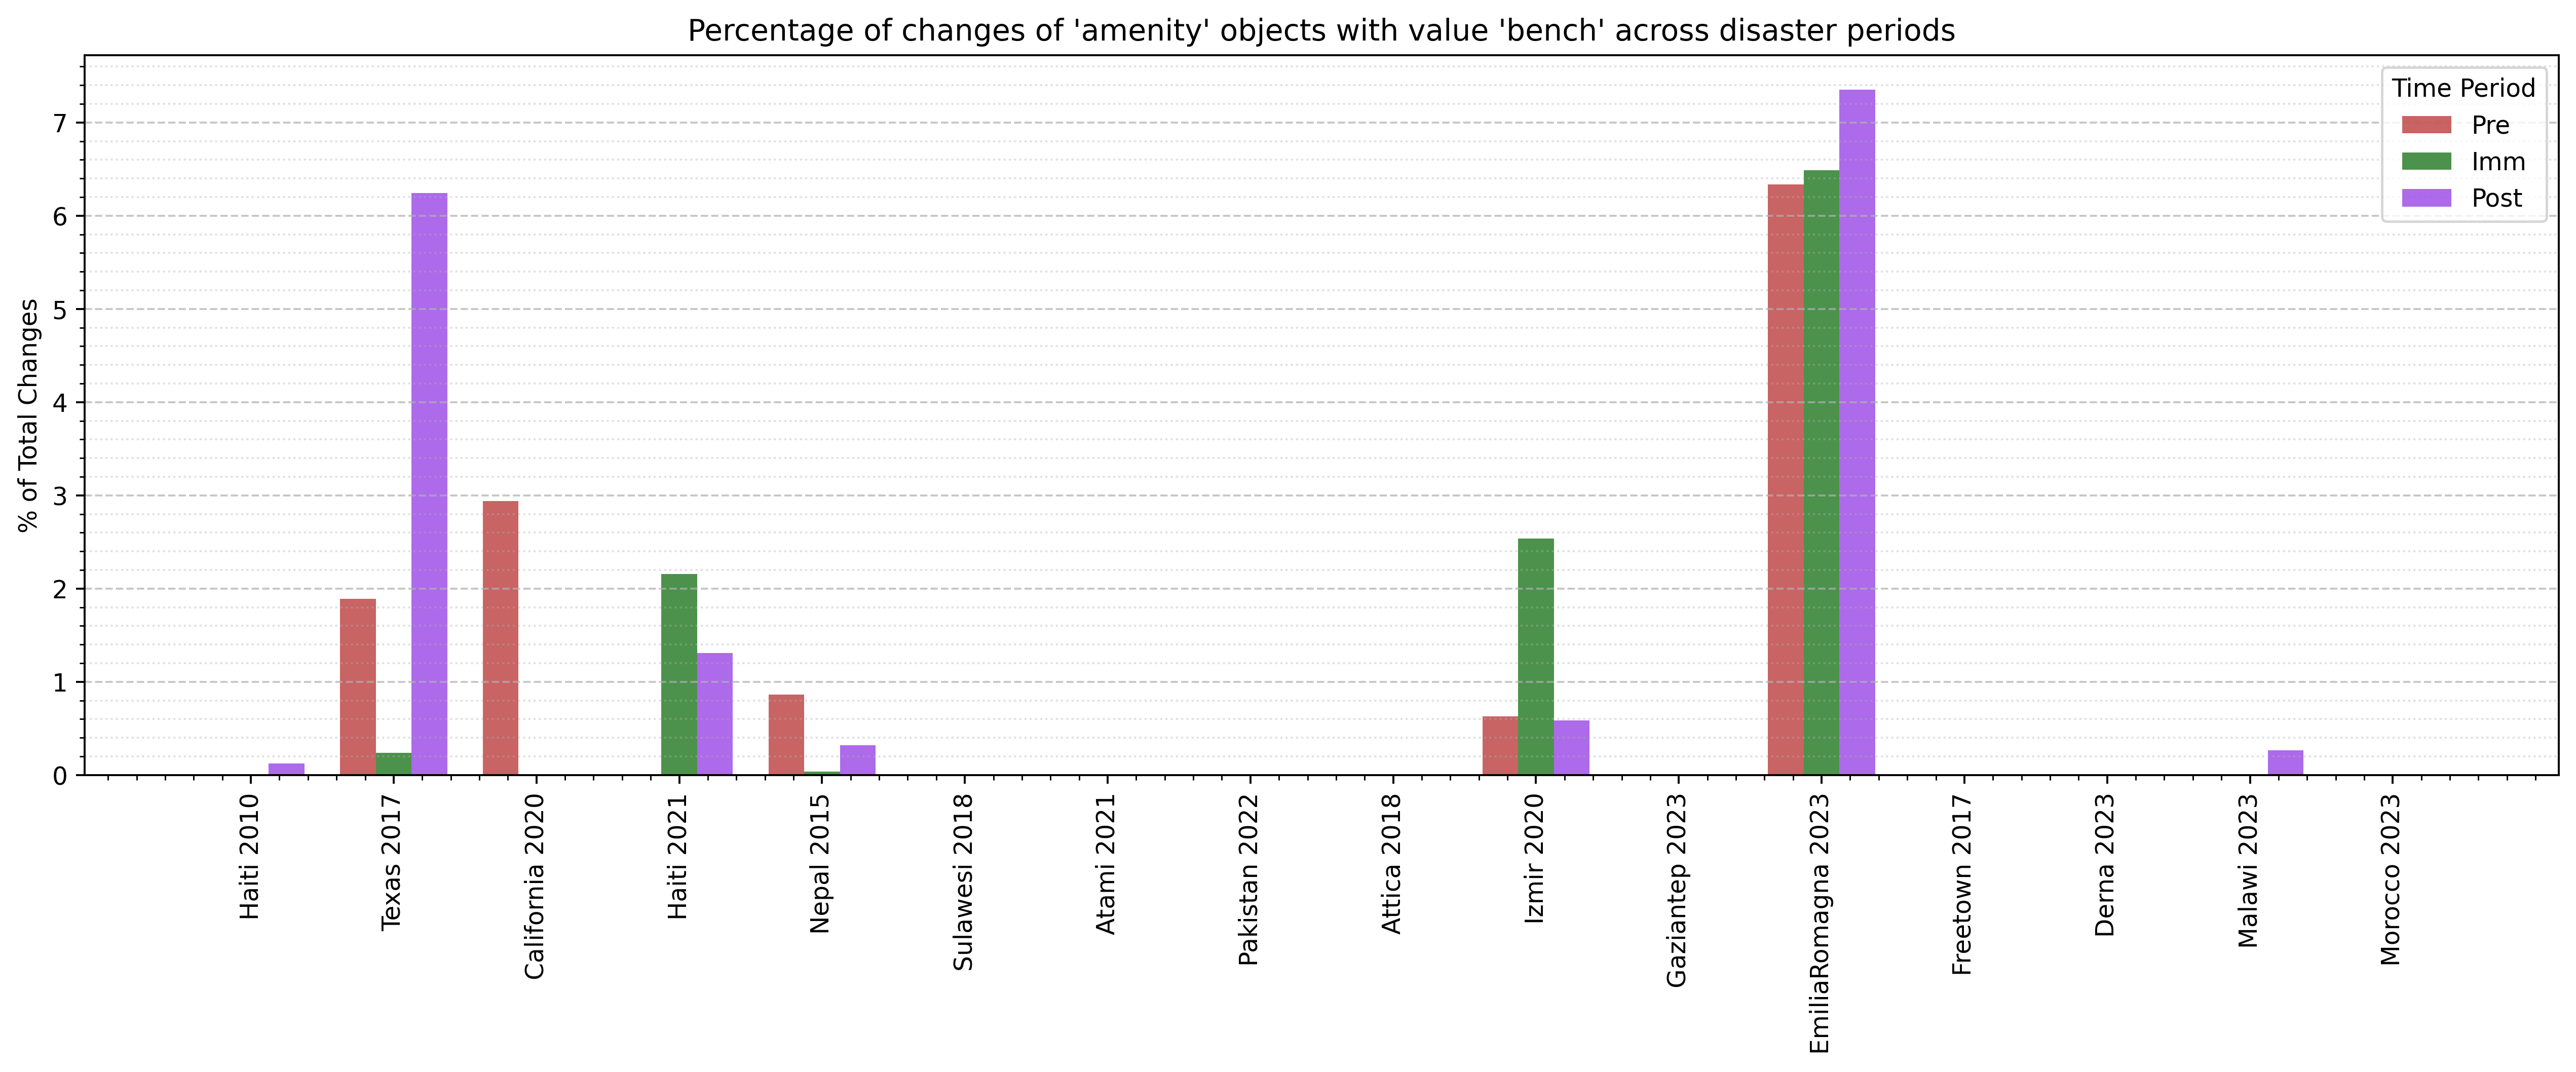 Percentage of changes of 'amenity' objects with value 'bench' across disaster periods
% of Total Changes
7
6
5
4
3
2
1
0
Time Period
Pre
Imm
Post
Haiti 2010
Texas 2017
California 2020
Haiti 2021
Nepal 2015
Sulawesi 2018
Atami 2021
Pakistan 2022
Attica 2018
Izmir 2020
Gaziantep 2023
EmiliaRomagna 2023
Freetown 2017
Derna 2023
Malawi 2023
Morocco 2023